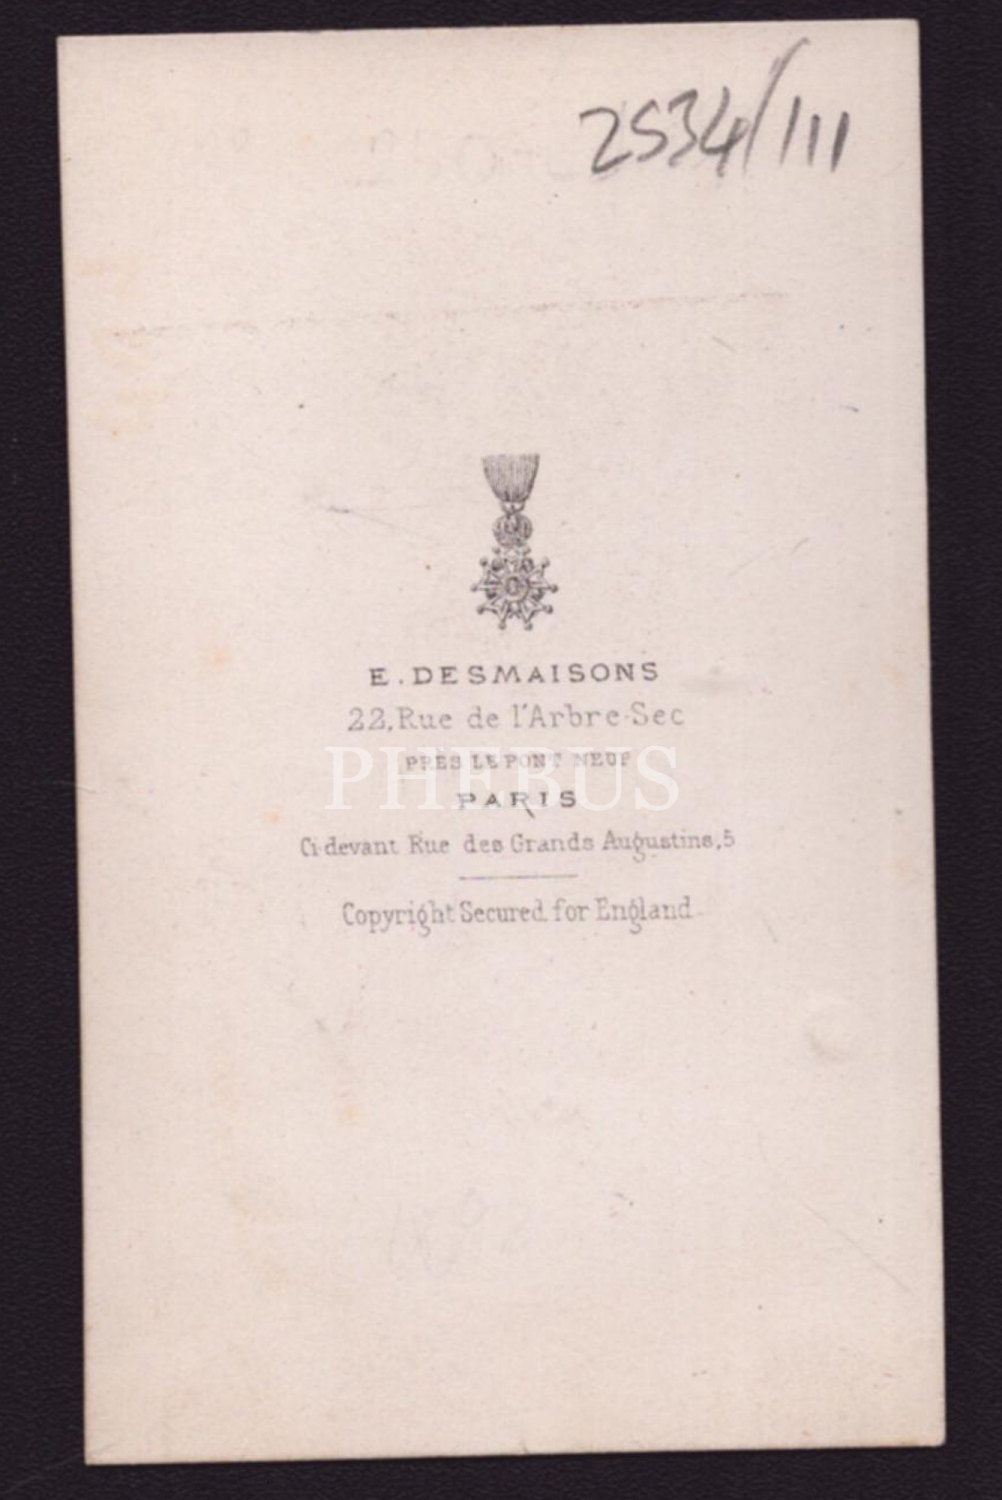 2534/111
E. DESMAISONS
22, Rue de l'Arbre-Sec
PRÈS LE PONT NEUF
PHEBUS
PARIS
Ci-devant Rue des Grands Augustins, 5
Copyright Secured for England